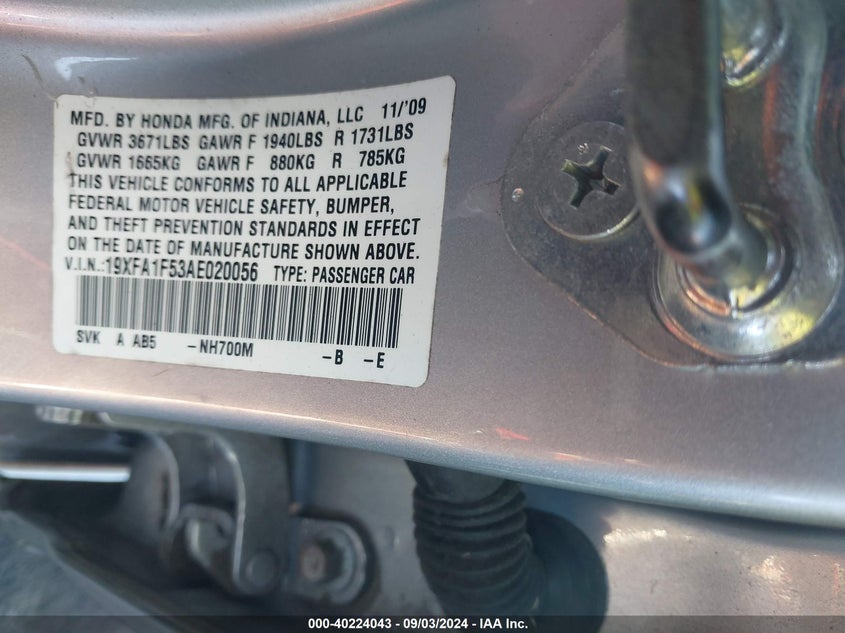 MFD. BY HONDA MFG. OF INDIANA, LLC 11/'09
GVWR 3671LBS GAWR F 1940LBS R 1731LBS
GVWR 1665KG GAWR F 880KG R 785KG
THIS VEHICLE CONFORMS TO ALL APPLICABLE
FEDERAL MOTOR VEHICLE SAFETY, BUMPER,
AND THEFT PREVENTION STANDARDS IN EFFECT
ON THE DATE OF MANUFACTURE SHOWN ABOVE.
V.I.N.:19XFA1F53AE020056 TYPE: PASSENGER CAR
SVK A AB5 -NH700M -B -E
000-40224043 - 09/03/2024 - IAA Inc.